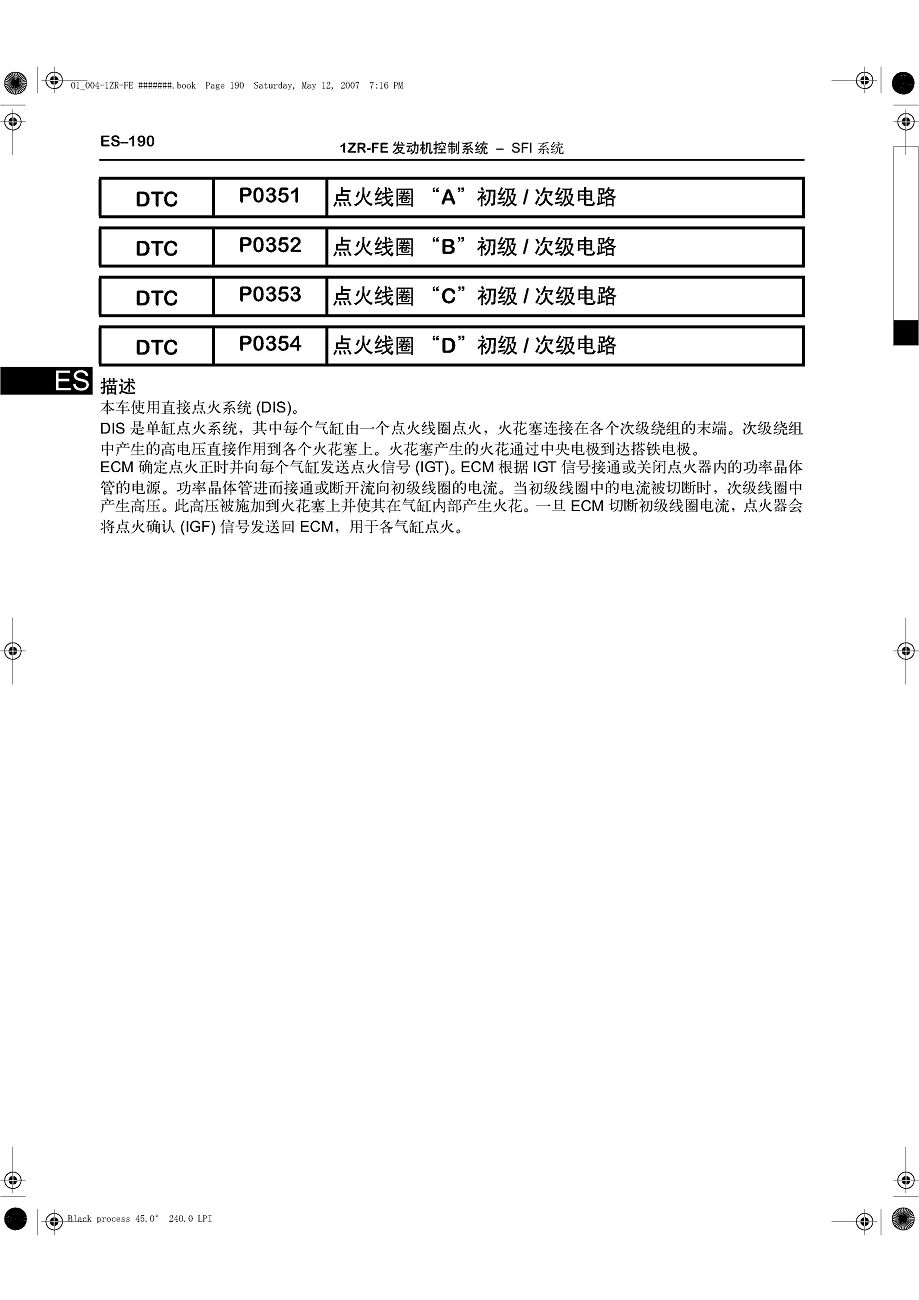 01_004-1ZR-FE #######.book Page 190 Saturday, May 12, 2007 7:16 PM
ES–190
1ZR-FE 发动机控制系统 – SFI 系统
DTC P0351 点火线圈 “A” 初级 / 次级电路
DTC P0352 点火线圈 “B” 初级 / 次级电路
DTC P0353 点火线圈 “C” 初级 / 次级电路
DTC P0354 点火线圈 “D” 初级 / 次级电路
ES
描述
本车使用直接点火系统 (DIS)。
DIS 是单缸点火系统，其中每个气缸由一个点火线圈点火，火花塞连接在各个次级绕组的末端。次级绕组
中产生的高电压直接作用到各个火花塞上。火花塞产生的火花通过中央电极到达搭铁电极。
ECM 确定点火正时并向每个气缸发送点火信号 (IGT)。ECM 根据 IGT 信号接通或关闭点火器内的功率晶体
管的电源。功率晶体管进而接通或断开流向初级线圈的电流。当初级线圈中的电流被切断时，次级线圈中
产生高压。此高压被施加到火花塞上并使其在气缸内部产生火花。一旦 ECM 切断初级线圈电流，点火器会
将点火确认 (IGF) 信号发送回 ECM，用于各气缸点火。
Black process 45.0° 240.0 LPI